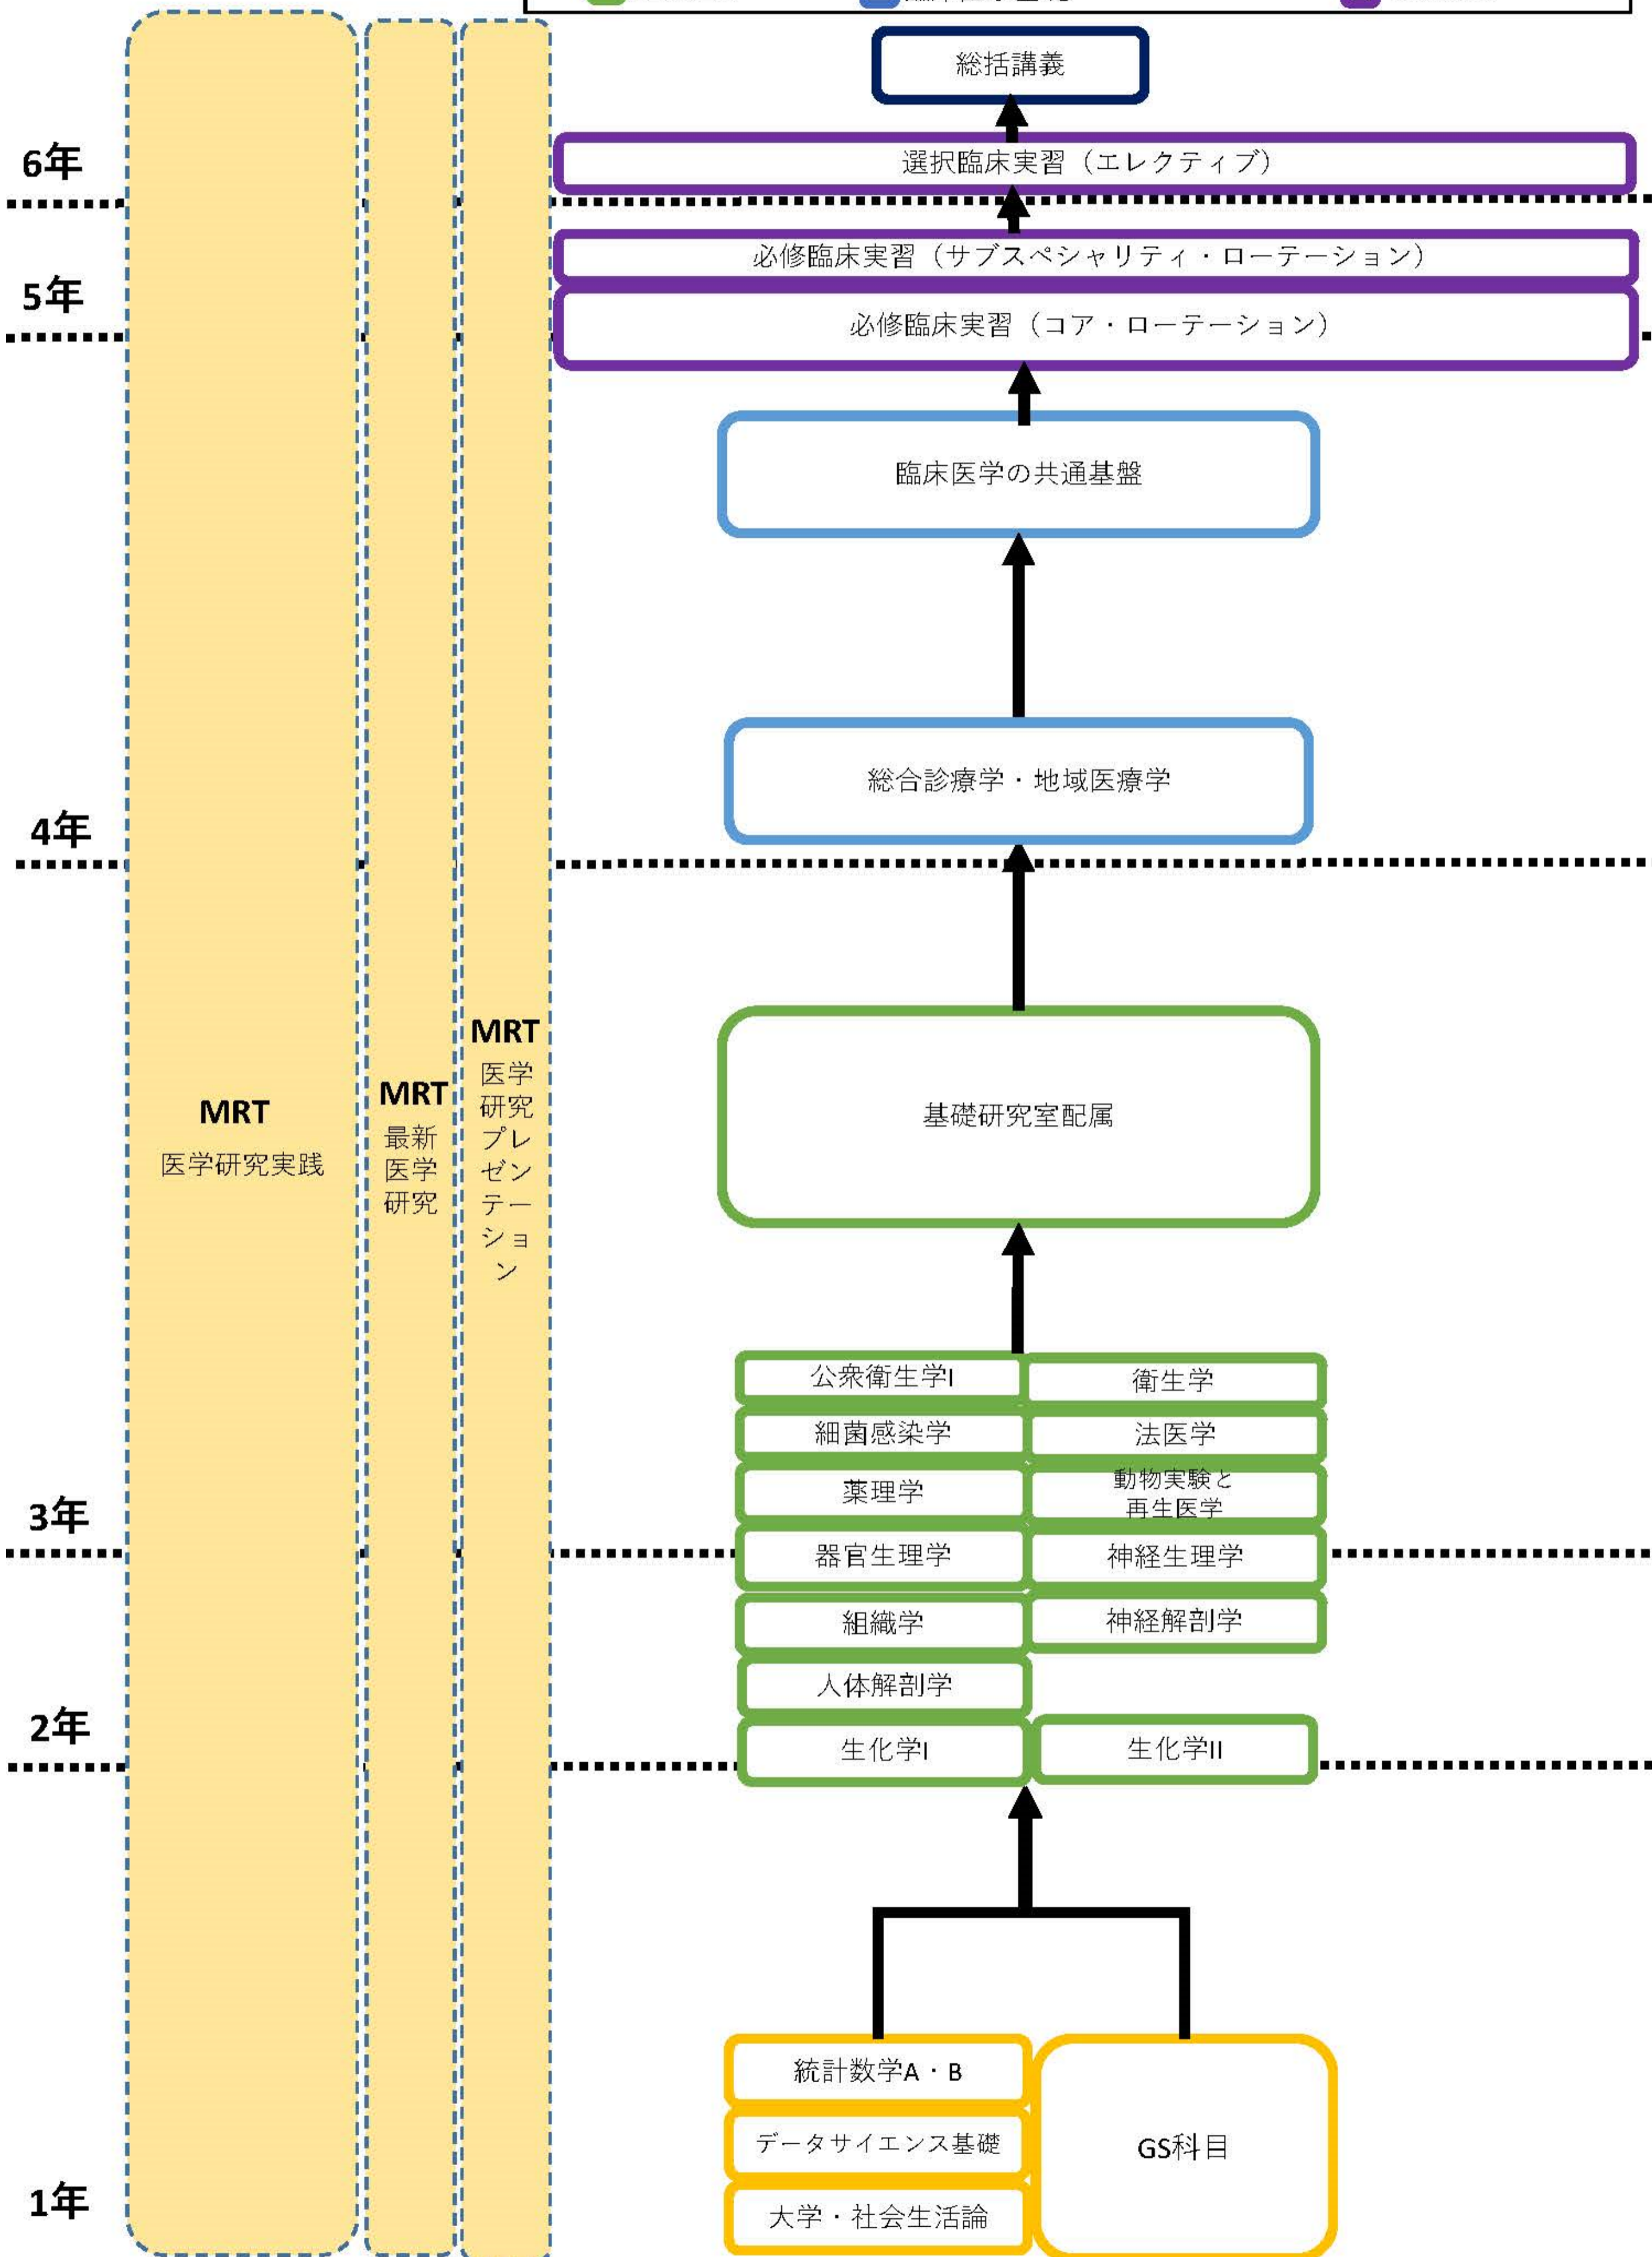 総括講義
6年
選択臨床実習（エレクティブ）
必修臨床実習（サブスペシャリティ・ローテーション）
5年
必修臨床実習（コア・ローテーション）
臨床医学の共通基盤
総合診療学・地域医療学
4年
MRT
医学研究実践
MRT
最新
医学
研究
MRT
医学
研究
プレ
ゼン
テー
ショ
ン
基礎研究室配属
公衆衛生学I
衛生学
細菌感染学
法医学
薬理学
動物実験と
再生医学
3年
器官生理学
神経生理学
組織学
神経解剖学
人体解剖学
2年
生化学I
生化学II
統計数学A・B
データサイエンス基礎
GS科目
1年
大学・社会生活論